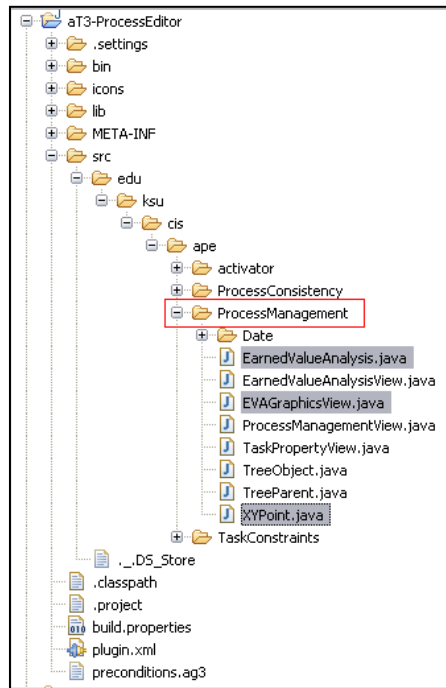 aT3-ProcessEditor
.settings
bin
icons
lib
META-INF
src
edu
ksu
cis
ape
activator
ProcessConsistency
ProcessManagement
Date
EarnedValueAnalysis.java
EarnedValueAnalysisView.java
EVAGraphicsView.java
ProcessManagementView.java
TaskPropertyView.java
TreeObject.java
TreeParent.java
XYPoint.java
TaskConstraints
._.DS_Store
.classpath
.project
build.properties
plugin.xml
preconditions.ag3